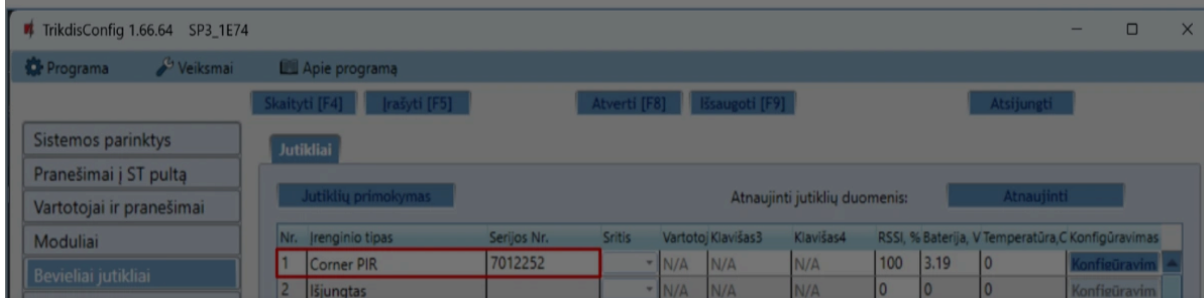 TrikdisConfig 1.66.64 SP3_1E74
Programa Veiksmai Apie programą
Skaityti [F4] Įrašyti [F5] Atverti [F8] Išsaugoti [F9] Atsijungti
Sistemos parinktys
Pranešimai į ST pultą
Vartotojai ir pranešimai
Moduliai
Bevieliai jutikliai
Jutikliai
Jutiklių primokymas Atnaujinti jutiklių duomenis: Atnaujinti
Nr. Įrenginio tipas Serijos Nr. Sritis Vartotoj Klavišas3 Klavišas4 RSSI, % Baterija, V Temperatūra,C Konfigūravimas
1 Corner PIR 7012252 N/A N/A N/A 100 3.19 0 Konfigūravim
2 Išjungtas N/A N/A N/A 0 0 0 Konfigūravim